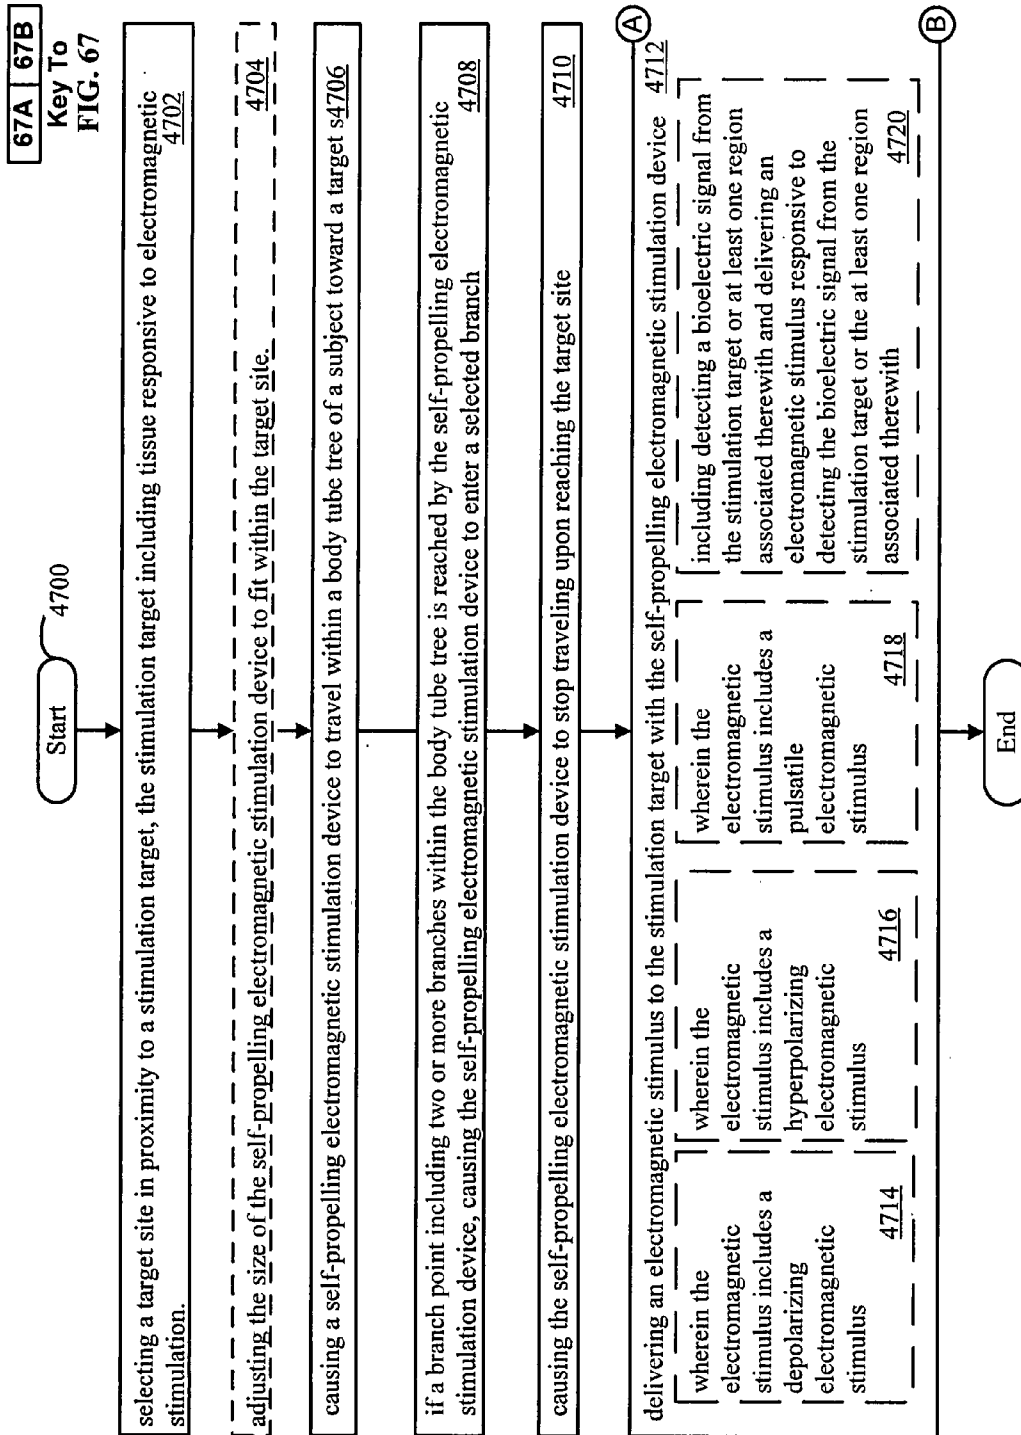 67A 67B
Key To
FIG. 67
Start
4700
selecting a target site in proximity to a stimulation target, the stimulation target including tissue responsive to electromagnetic
stimulation.
4702
adjusting the size of the self-propelling electromagnetic stimulation device to fit within the target site.
4704
causing a self-propelling electromagnetic stimulation device to travel within a body tube tree of a subject toward a target s4706
if a branch point including two or more branches within the body tube tree is reached by the self-propelling electromagnetic
stimulation device, causing the self-propelling electromagnetic stimulation device to enter a selected branch
4708
causing the self-propelling electromagnetic stimulation device to stop traveling upon reaching the target site
4710
A
delivering an electromagnetic stimulus to the stimulation target with the self-propelling electromagnetic stimulation device
4712
wherein the
electromagnetic
stimulus includes a
depolarizing
electromagnetic
stimulus
4714
wherein the
electromagnetic
stimulus includes a
hyperpolarizing
electromagnetic
stimulus
4716
wherein the
electromagnetic
stimulus includes a
pulsatile
electromagnetic
stimulus
4718
including detecting a bioelectric signal from
the stimulation target or at least one region
associated therewith and delivering an
electromagnetic stimulus responsive to
detecting the bioelectric signal from the
stimulation target or the at least one region
associated therewith
4720
B
End